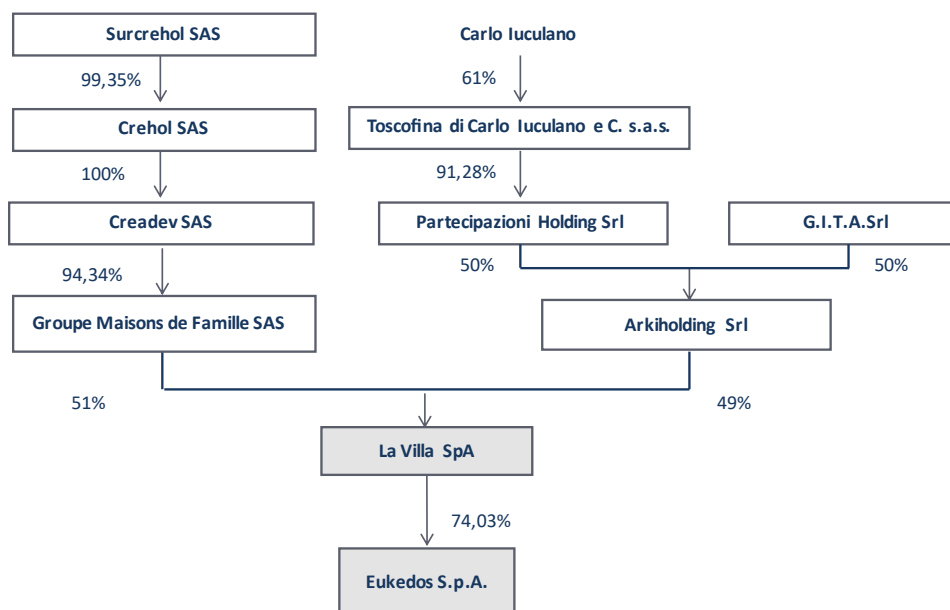 Surcrehol SAS
Carlo Iuculano
99,35%
61%
Crehol SAS
Toscofina di Carlo Iuculano e C. s.a.s.
100%
91,28%
Creadev SAS
Partecipazioni Holding Srl
G.I.T.A.Srl
94,34%
50%
50%
Groupe Maisons de Famille SAS
Arkiholding Srl
51%
49%
La Villa SpA
74,03%
Eukedos S.p.A.